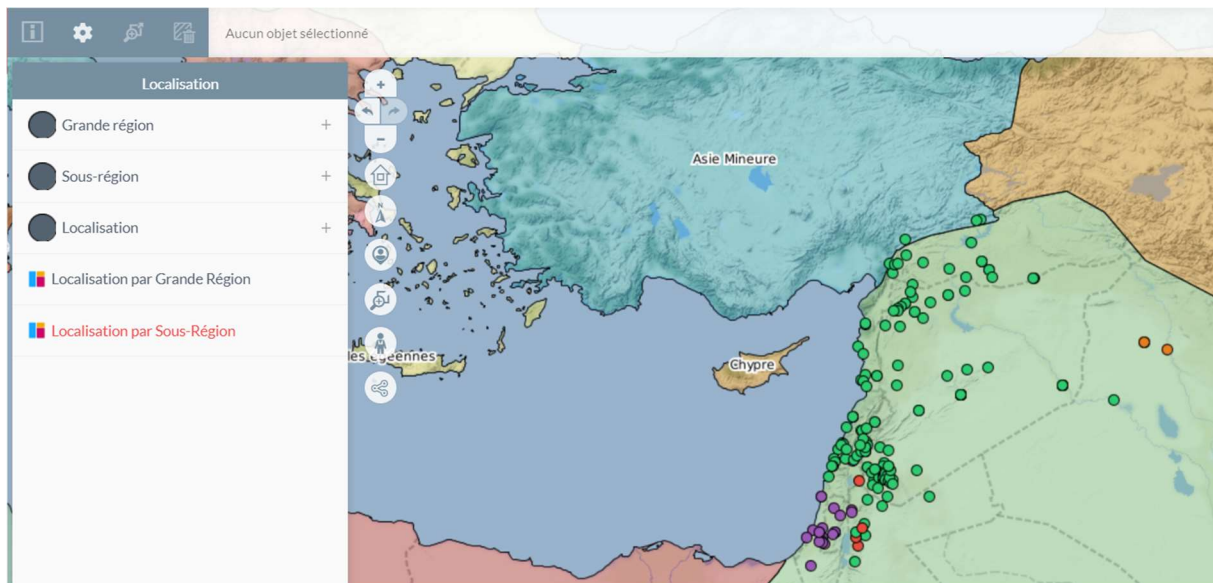 Aucun objet sélectionné
Localisation
Grande région +
Sous-région +
Localisation +
Localisation par Grande Région
Localisation par Sous-Région
+
-
N
Asie Mineure
les egéennes
Chypre